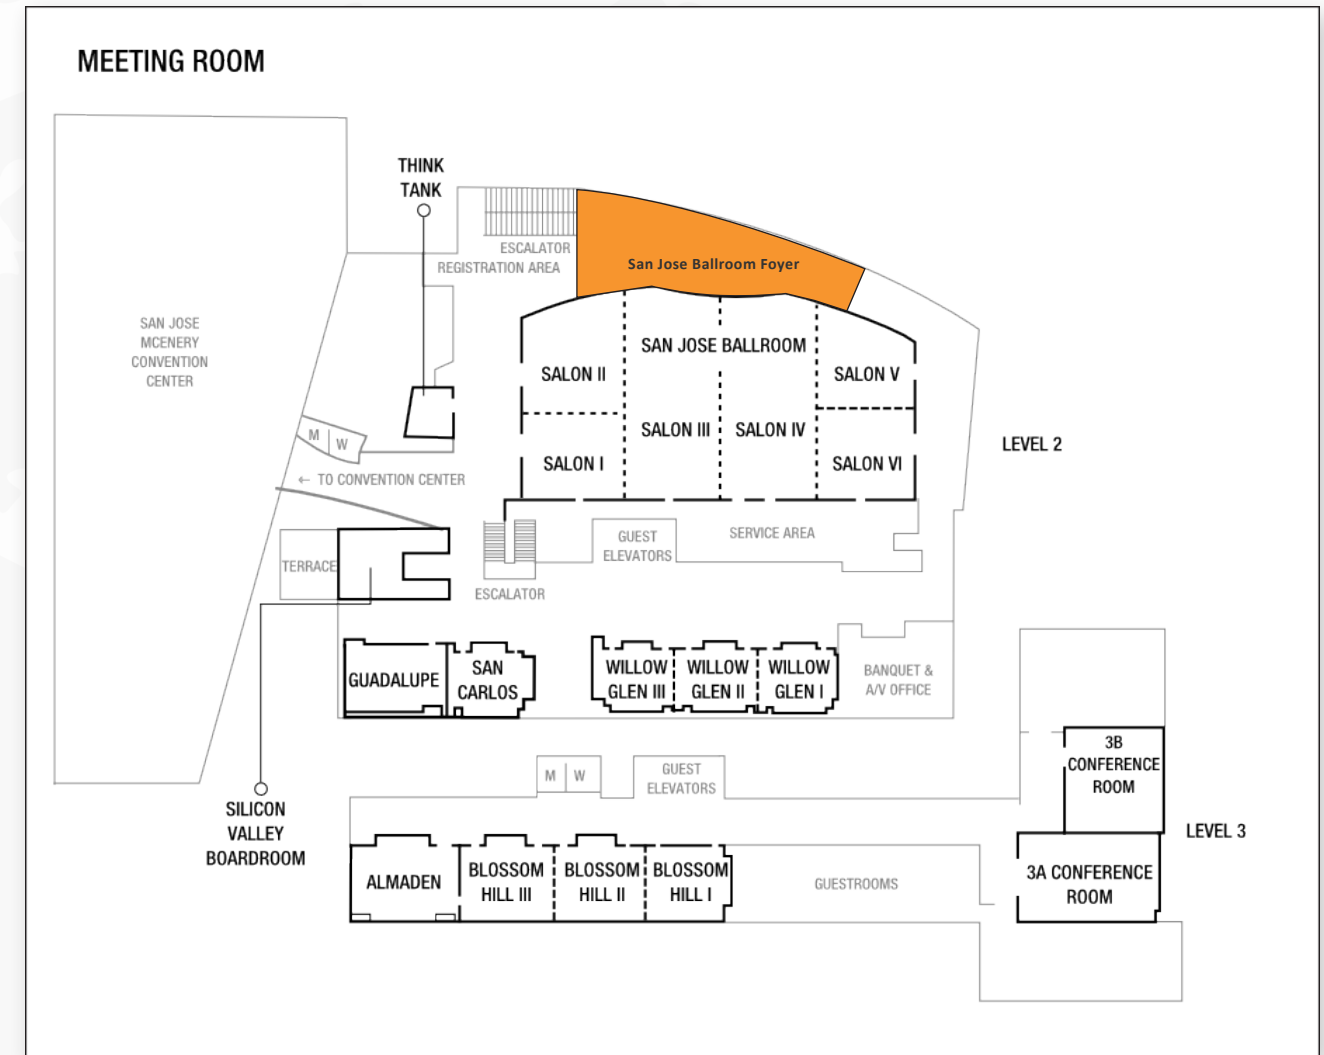 MEETING ROOM
THINK
TANK
ESCALATOR
REGISTRATION AREA
San Jose Ballroom Foyer
SAN JOSE
MCENERY
CONVENTION
CENTER
SAN JOSE BALLROOM
SALON II
SALON V
SALON III
SALON IV
SALON I
SALON VI
LEVEL 2
M
W
← TO CONVENTION CENTER
TERRACE
GUEST
ELEVATORS
SERVICE AREA
ESCALATOR
GUADALUPE
SAN
CARLOS
WILLOW
GLEN III
WILLOW
GLEN II
WILLOW
GLEN I
BANQUET &
A/V OFFICE
SILICON
VALLEY
BOARDROOM
M
W
GUEST
ELEVATORS
3B
CONFERENCE
ROOM
LEVEL 3
ALMADEN
BLOSSOM
HILL III
BLOSSOM
HILL II
BLOSSOM
HILL I
GUESTROOMS
3A CONFERENCE
ROOM